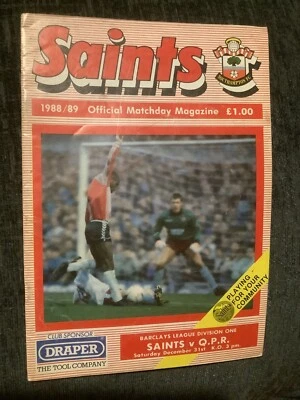 Saints
SOUTHAMPTON F.C.
1988/89 Official Matchday Magazine £1.00
PLAYING
FOR YOUR
COMMUNITY
CLUB SPONSOR
DRAPER
THE TOOL COMPANY
BARCLAYS LEAGUE DIVISION ONE
SAINTS v Q.P.R.
Saturday December 31st K.O. 3 pm.